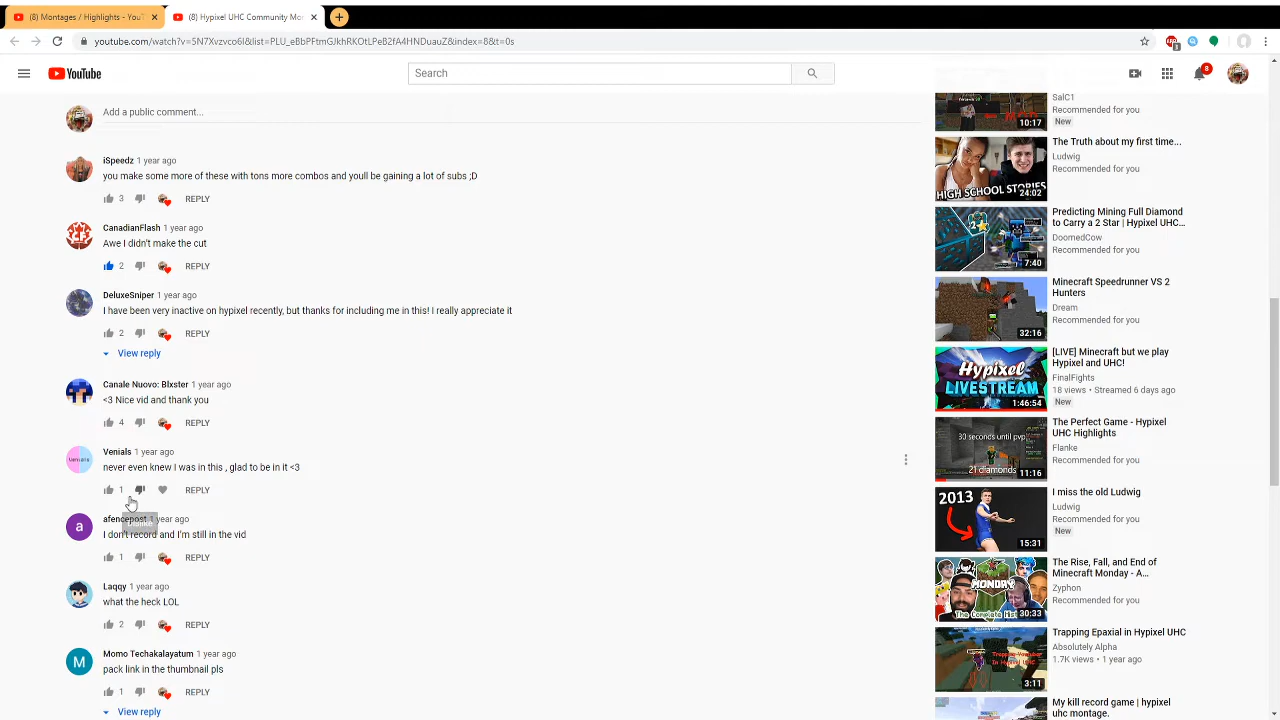 (8) Montages / Highlights - YouT
(8) Hypixel UHC Community Mo
youtube.com/watch?v=5N7Xvzvco6I&list=PLU_eBbPFtmGJkhRKOtLPeB2fA4HNDuauZ&index=8&t=0s
3
YouTube
Search
8
Add a public comment...
iSpeedz 1 year ago
you make some more of these with tons more people and you'll be gaining a lot of subs ;D
3 REPLY
CanadianFlash 1 year ago
Awe I didn't make the cut
2 REPLY
DeluxeSniper 1 year ago
I have been very inactive on hypixel recently, but thanks for including me in this! I really appreciate it
2 REPLY
View reply
Canale Nuovo: Blxster 1 year ago
<3 Nice vid and thank you
4 REPLY
Venials
Venials 1 year ago
never even knew I was in this , glad to be in it
1 REPLY
Dislike
a
afencepost 1 year ago
I don't record and I'm still in the vid
1 REPLY
Laqqy 1 year ago
what the heck LOL
2 REPLY
M
Momo Techakalayatum 1 year ago
pack link in the thumbnail pls
1 REPLY
View reply
10:17
SalC1
Recommended for you
New
HIGH SCHOOL STORIES
24:02
The Truth about my first time...
Ludwig
Recommended for you
2
7:40
Predicting Mining Full Diamond
to Carry a 2 Star | Hypixel UHC...
DoomedCow
Recommended for you
32:16
Minecraft Speedrunner VS 2
Hunters
Dream
Recommended for you
Hypixel
LIVESTREAM
1:46:54
[LIVE] Minecraft but we play
Hypixel and UHC!
FinalFights
18 views • Streamed 6 days ago
New
30 seconds until pvp
21 diamonds
11:16
The Perfect Game - Hypixel
UHC Highlights
Flanke
Recommended for you
2013
15:31
I miss the old Ludwig
Ludwig
Recommended for you
New
MONDAY
The Complete
30:33
The Rise, Fall, and End of
Minecraft Monday - A...
Zyphon
Recommended for you
Trapping
In Hypixel UHC
3:11
Trapping Epaxial in Hypixel UHC
Absolutely Alpha
1.7K views • 1 year ago
My kill record game | hypixel
uhc montage.